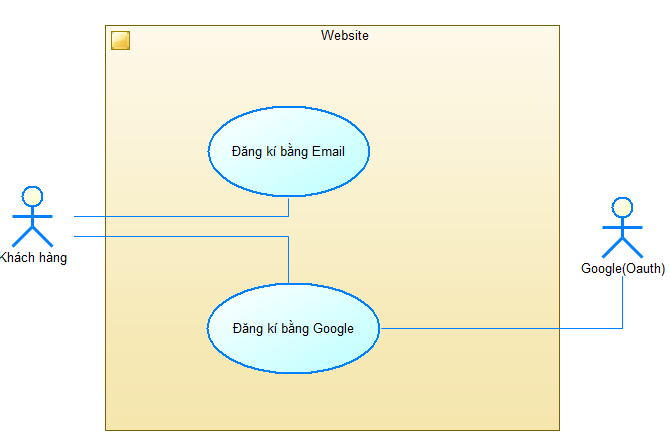 Website
Đăng kí bằng Email
Khách hàng
Google(Oauth)
Đăng kí bằng Google